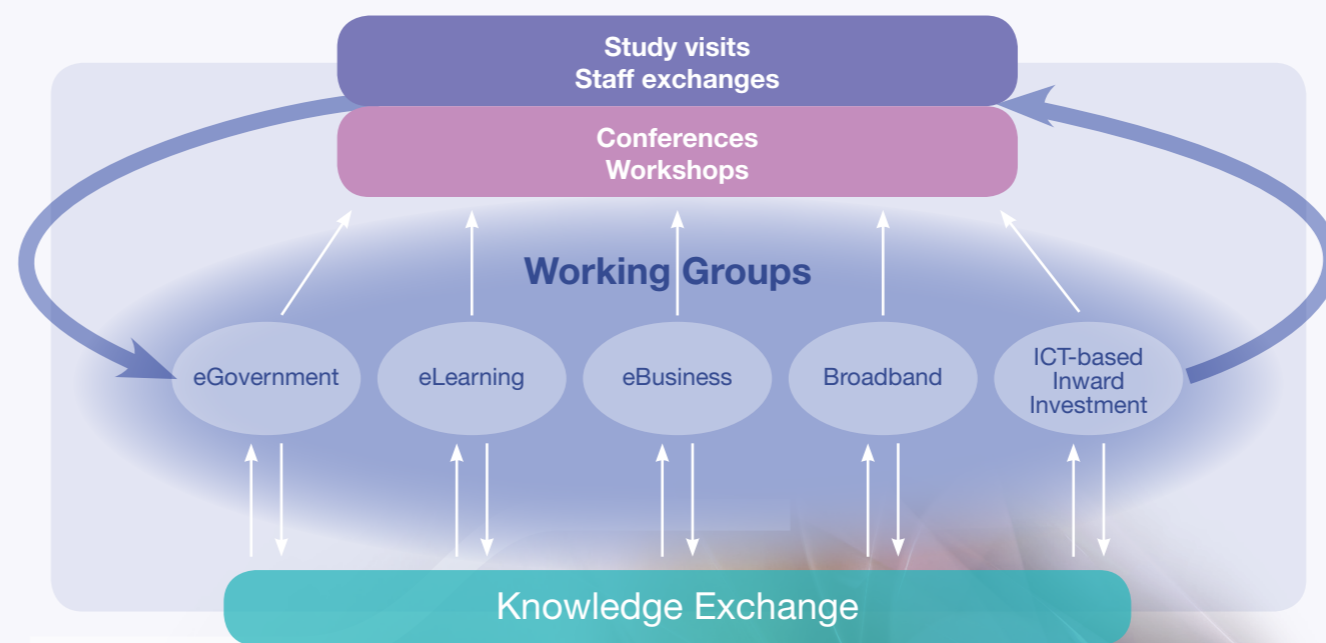 Study visits
Staff exchanges
Conferences
Workshops
Working Groups
eGovernment
eLearning
eBusiness
Broadband
ICT-based
Inward
Investment
Knowledge Exchange